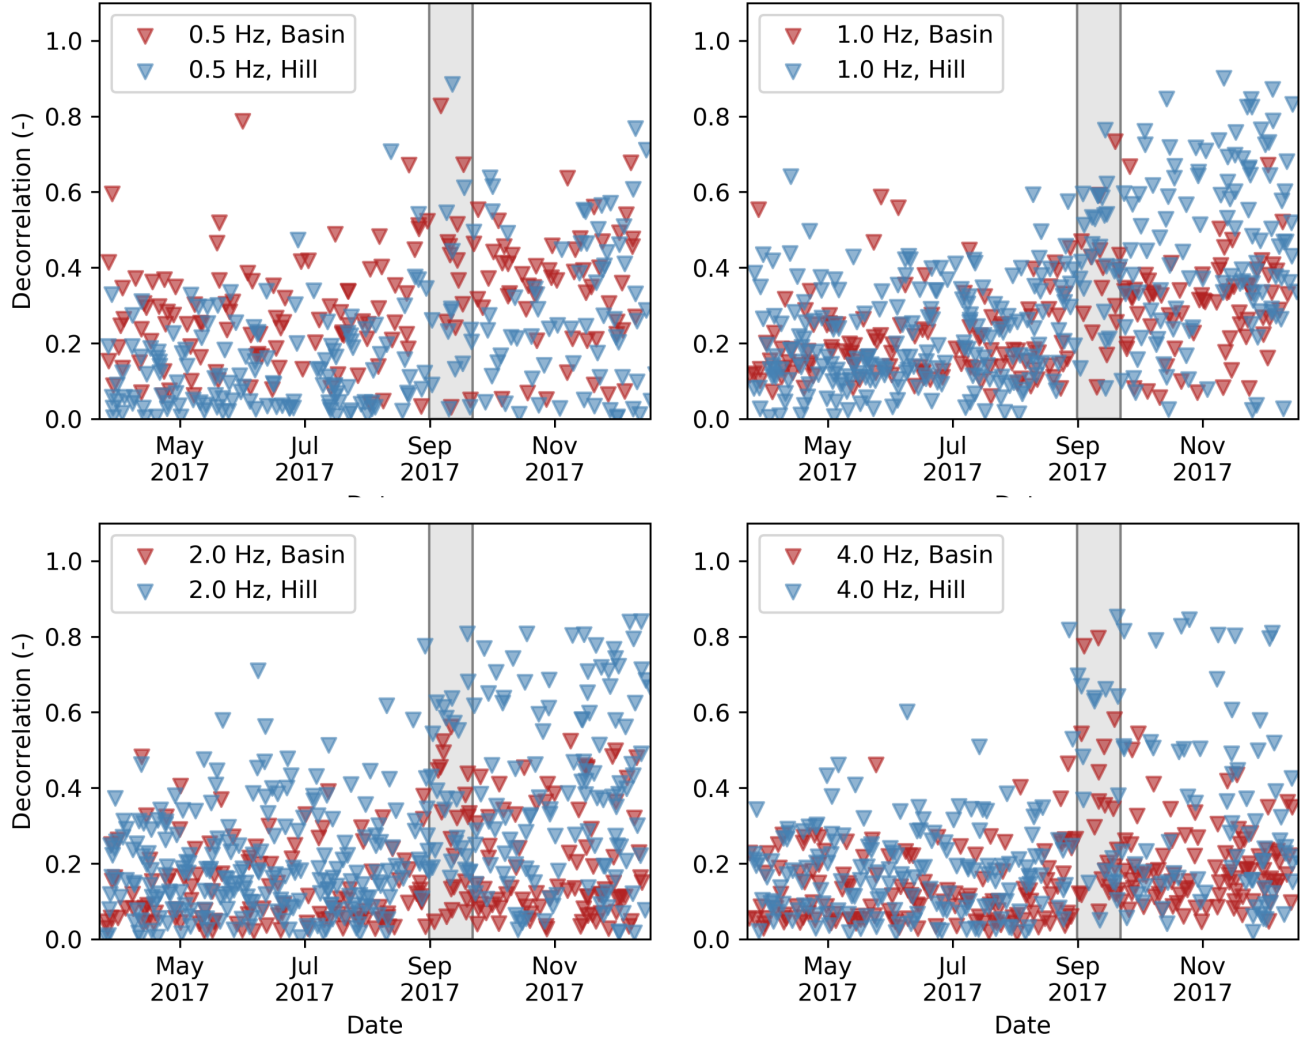 0.5 Hz, Basin
0.5 Hz, Hill
Decorrelation (-)
1.0
0.8
0.6
0.4
0.2
0.0
May 2017
Jul 2017
Sep 2017
Nov 2017
1.0 Hz, Basin
1.0 Hz, Hill
1.0
0.8
0.6
0.4
0.2
0.0
May 2017
Jul 2017
Sep 2017
Nov 2017
2.0 Hz, Basin
2.0 Hz, Hill
Decorrelation (-)
1.0
0.8
0.6
0.4
0.2
0.0
May 2017
Jul 2017
Sep 2017
Nov 2017
Date
4.0 Hz, Basin
4.0 Hz, Hill
1.0
0.8
0.6
0.4
0.2
0.0
May 2017
Jul 2017
Sep 2017
Nov 2017
Date